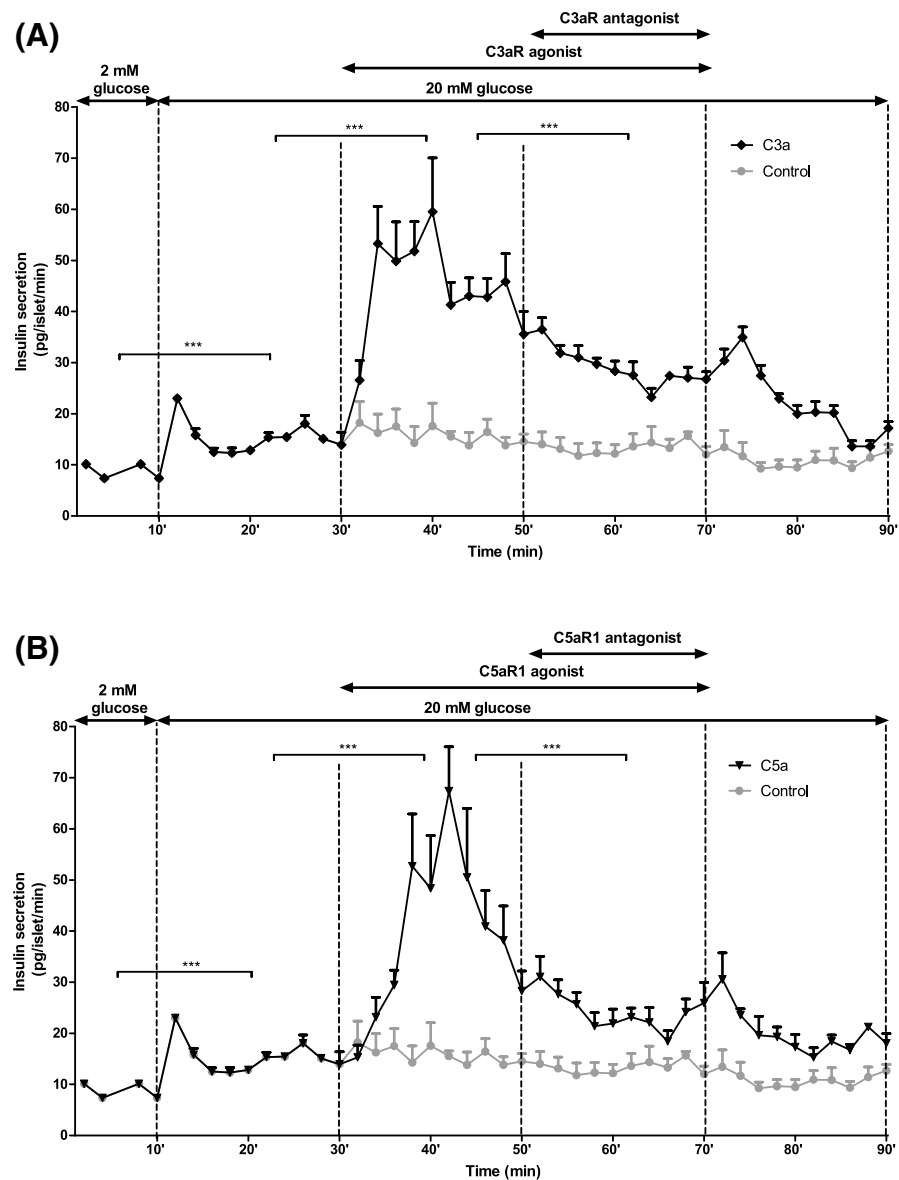 (A)
C3aR antagonist
C3aR agonist
2 mM
glucose
20 mM glucose
80
70
60
50
40
30
20
10
0
Insulin secretion
(pg/islet/min)
***
***
***
C3a
Control
10'
20'
30'
40'
50'
60'
70'
80'
90'
Time (min)
(B)
C5aR1 antagonist
C5aR1 agonist
2 mM
glucose
20 mM glucose
80
70
60
50
40
30
20
10
0
Insulin secretion
(pg/islet/min)
***
***
***
C5a
Control
10'
20'
30'
40'
50'
60'
70'
80'
90'
Time (min)